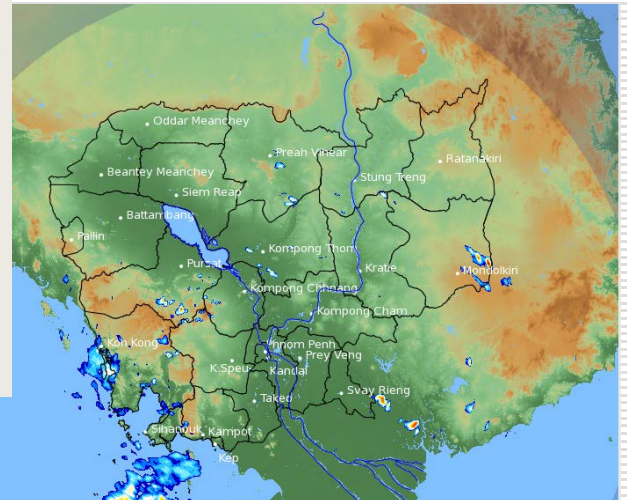 Oddar Meanchey
Preah Vihear
Ratanakiri
Beantey Meanchey
Stung Treng
Siem Reap
Battambang
Pailin
Kompong Thom
Pursat
Kratie
Mondolkiri
Kompong Chhnang
Kompong Cham
Koh Kong
Phnom Penh
Prey Veng
K.Speu
Kandal
Svay Rieng
Takeo
Sihanouk
Kampot
Kep